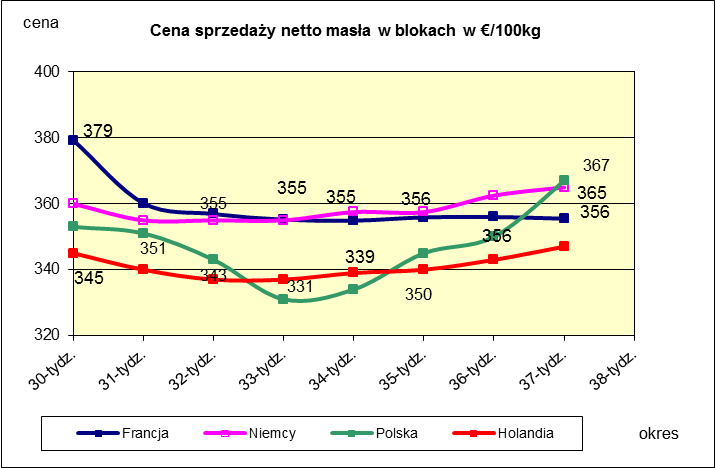 cena
Cena sprzedaży netto masła w blokach w €/100kg
400
380
360
340
320
379
355
355
355
356
367
365
356
351
343
331
339
356
345
350
30-tydz.
31-tydz.
32-tydz.
33-tydz.
34-tydz.
35-tydz.
36-tydz.
37-tydz.
38-tydz.
Francja Niemcy Polska Holandia
okres